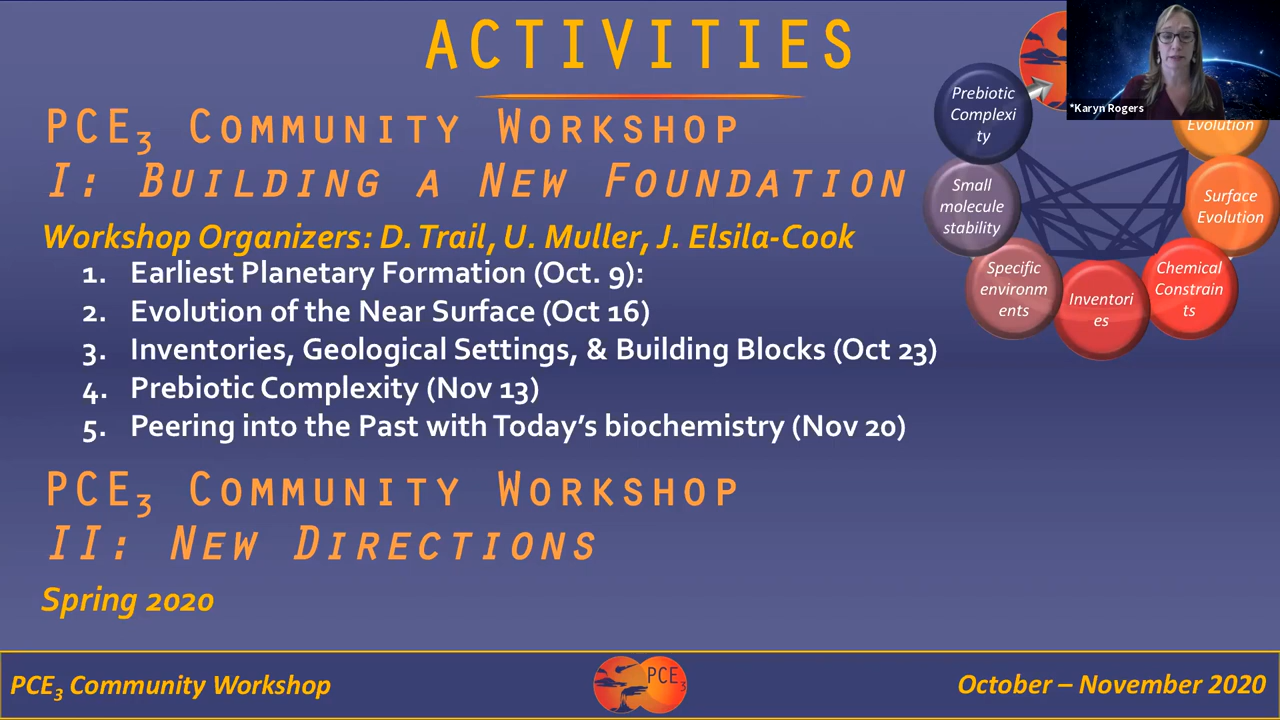 ACTIVITIES
PCE3 COMMUNITY WORKSHOP
I: BUILDING A NEW FOUNDATION
Workshop Organizers: D. Trail, U. Muller, J. Elsila-Cook
1. Earliest Planetary Formation (Oct. 9):
2. Evolution of the Near Surface (Oct 16)
3. Inventories, Geological Settings, & Building Blocks (Oct 23)
4. Prebiotic Complexity (Nov 13)
5. Peering into the Past with Today’s biochemistry (Nov 20)
PCE3 COMMUNITY WORKSHOP
II: NEW DIRECTIONS
Spring 2020
*Karyn Rogers
Prebiotic
Complexi
ty
Small
molecule
stability
Specific
environm
ents
Inventori
es
Chemical
Constrain
ts
Surface
Evolution
Evolution
PCE3 Community Workshop
PCE3
October – November 2020